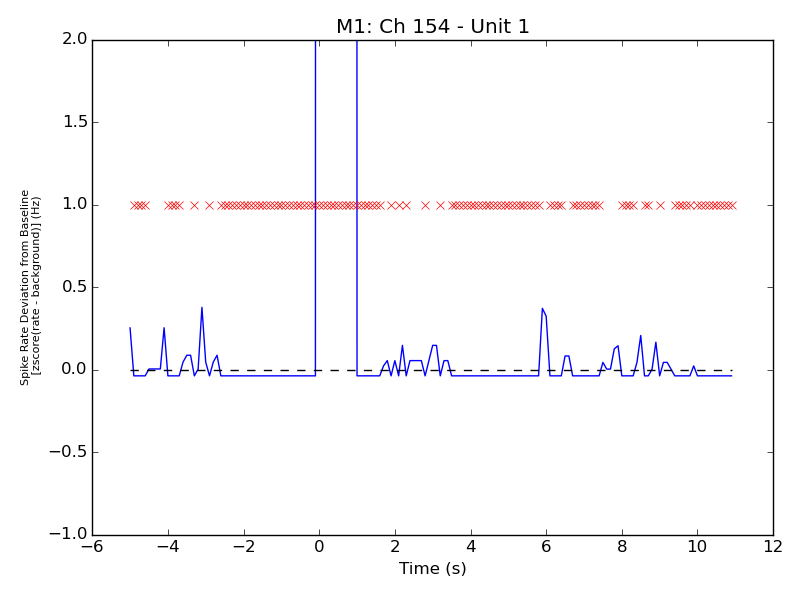 M1: Ch 154 - Unit 1
2.0
1.5
1.0
0.5
0.0
−0.5
−1.0
Spike Rate Deviation from Baseline
[zscore(rate - background)] (Hz)
−6 −4 −2 0 2 4 6 8 10 12
Time (s)